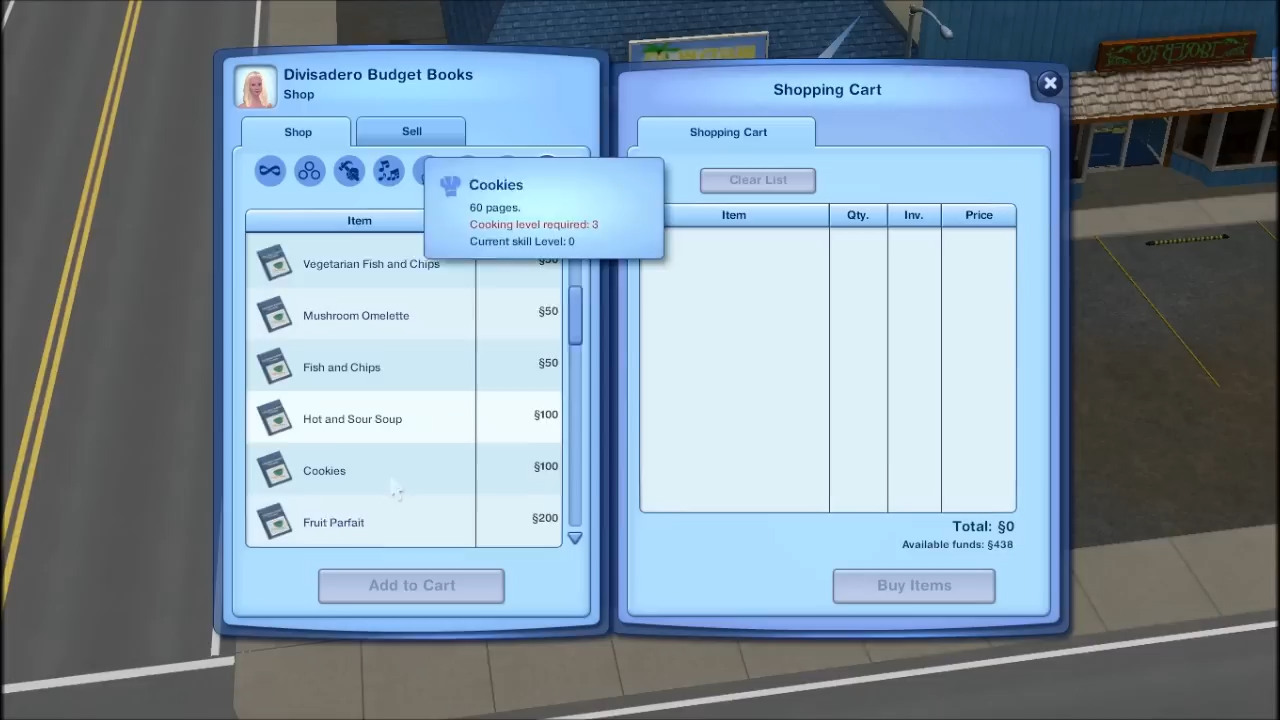 Divisadero Budget Books
Shop
Shop
Sell
Item
Cookies
60 pages.
Cooking level required: 3
Current skill Level: 0
Vegetarian Fish and Chips
§50
Mushroom Omelette
§50
Fish and Chips
§50
Hot and Sour Soup
§100
Cookies
§100
Fruit Parfait
§200
Add to Cart
Shopping Cart
Shopping Cart
Clear List
Item
Qty.
Inv.
Price
Total: §0
Available funds: §438
Buy Items